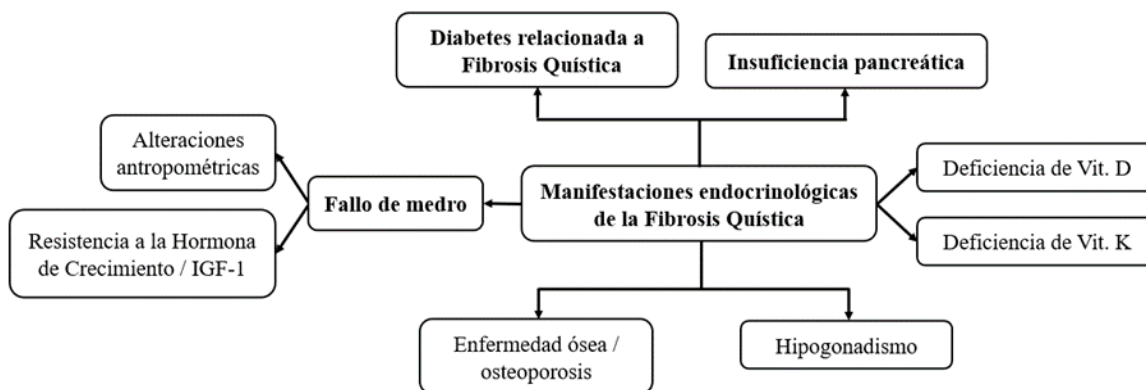 Diabetes relacionada a
Fibrosis Quística
Insuficiencia pancreática
Alteraciones
antropométricas
Fallo de medro
Resistencia a la Hormona
de Crecimiento / IGF-1
Manifestaciones endocrinológicas
de la Fibrosis Quística
Deficiencia de Vit. D
Deficiencia de Vit. K
Enfermedad ósea /
osteoporosis
Hipogonadismo